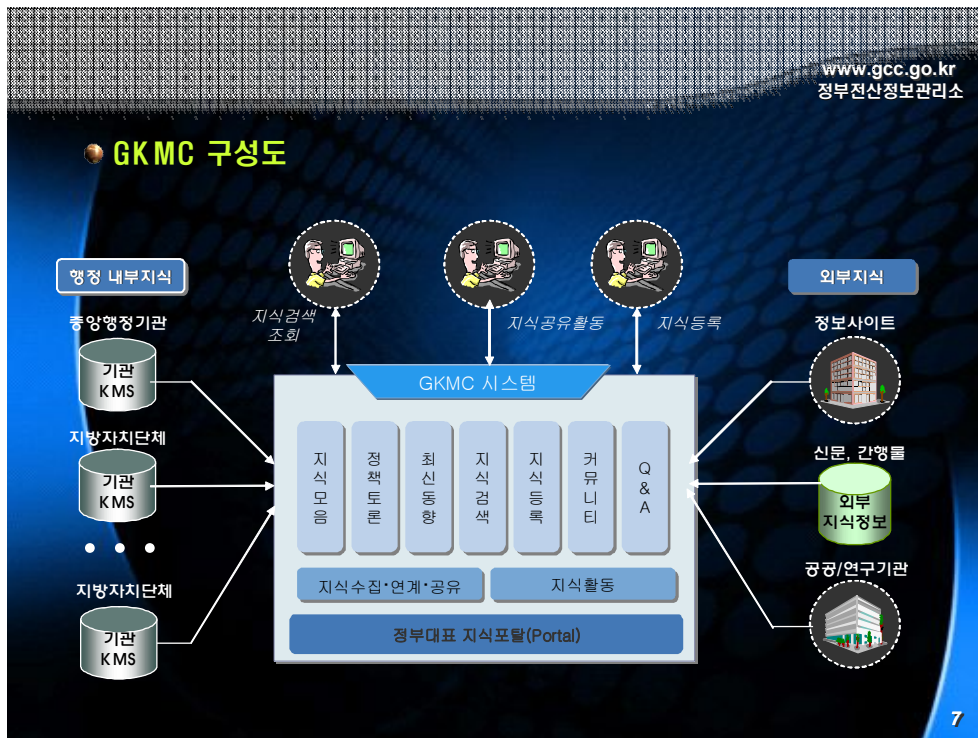 www.gcc.go.kr
정부전산정보관리소
GKMC 구성도
행정 내부지식
외부지식
지식검색
조회
지식공유활동
지식등록
중앙행정기관
기관
KMS
지방자치단체
기관
KMS
지방자치단체
기관
KMS
GKMC 시스템
지식모음
정책토론
최신동향
지식검색
지식등록
커뮤니티
Q&A
지식수집·연계·공유
지식활동
정부대표 지식포탈(Portal)
정보사이트
신문, 간행물
외부
지식정보
공공/연구기관
7